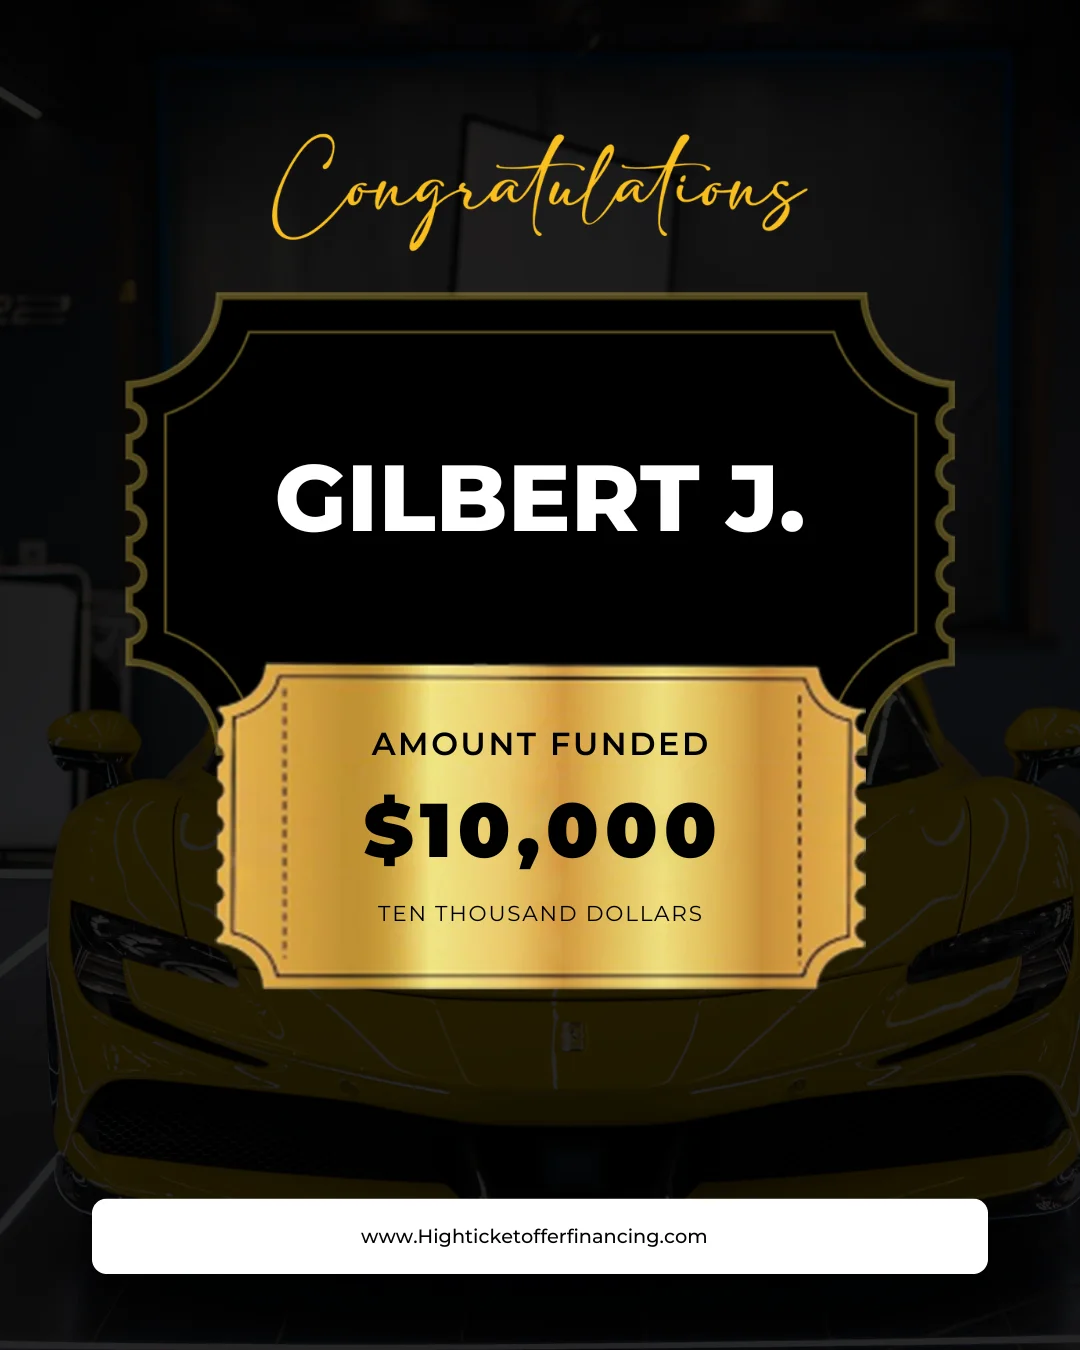 Congratulations
GILBERT J.
AMOUNT FUNDED
$10,000
TEN THOUSAND DOLLARS
www.Highticketofferfinancing.com